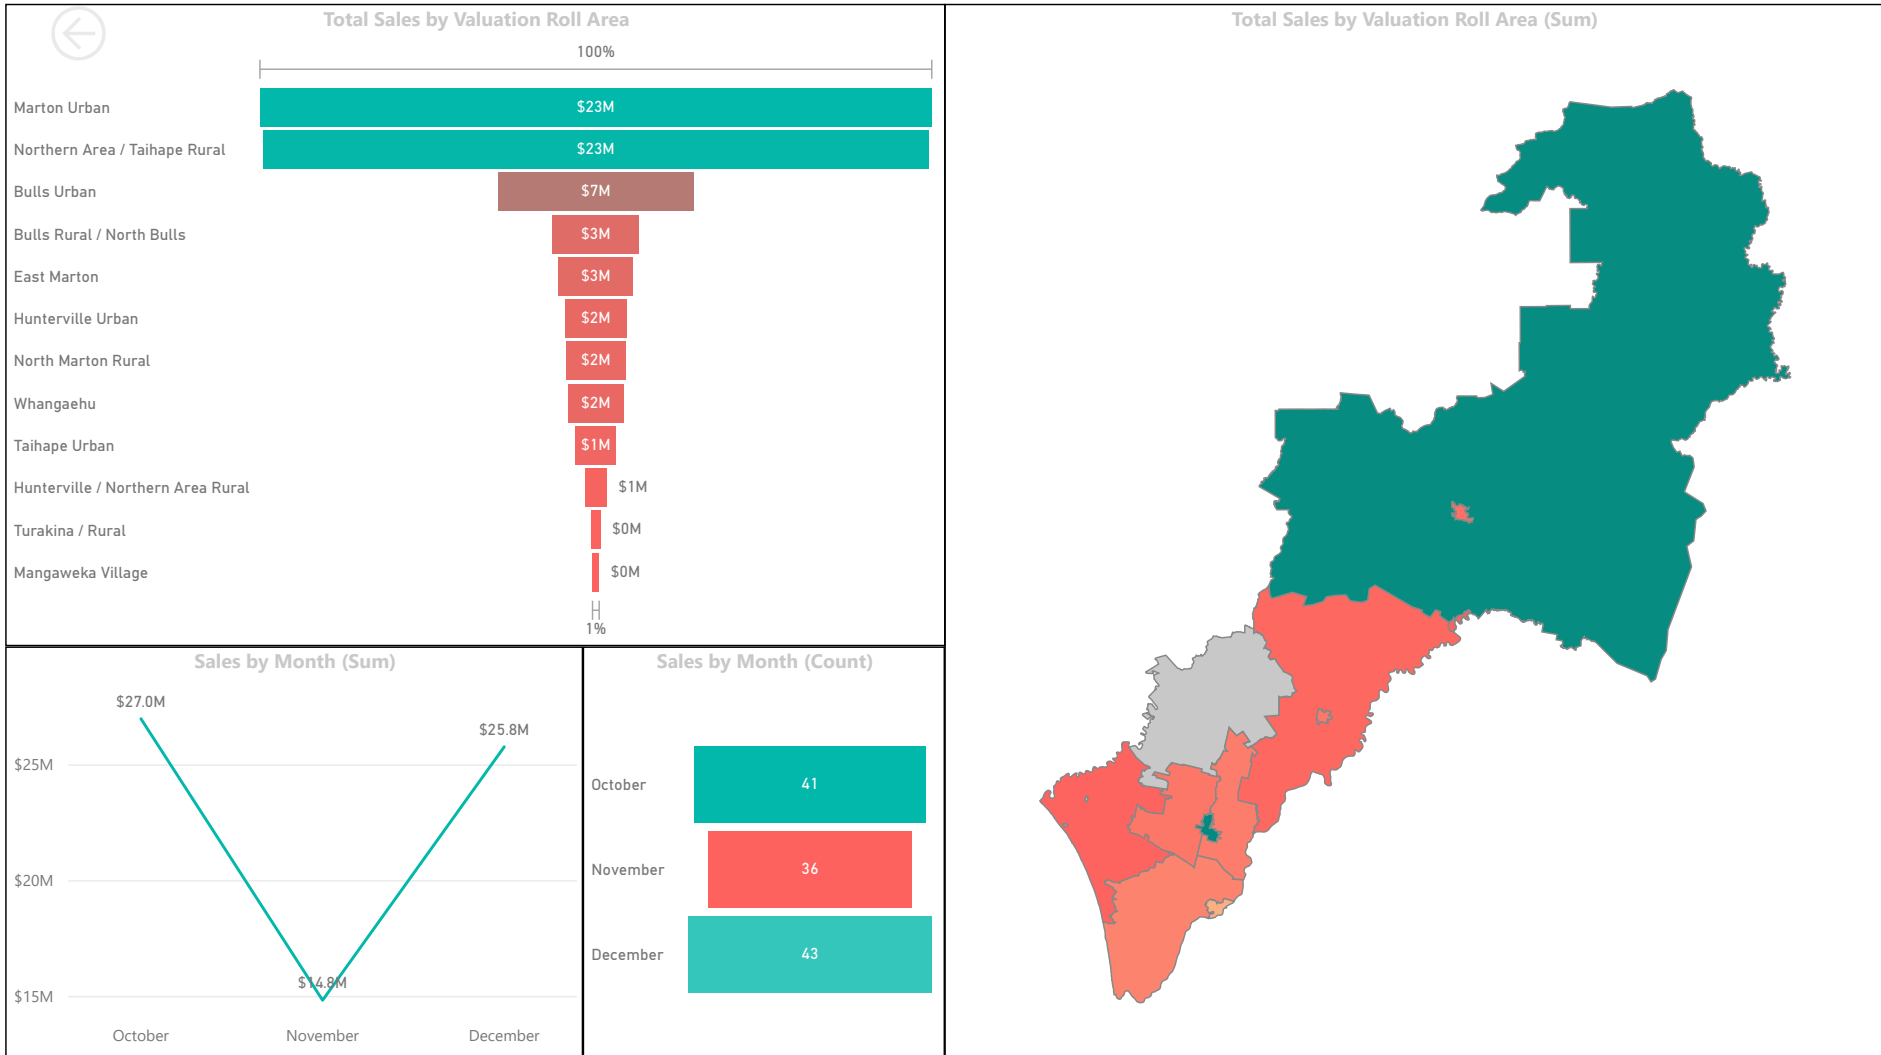 Total Sales by Valuation Roll Area
100%
Marton Urban $23M
Northern Area / Taihape Rural $23M
Bulls Urban $7M
Bulls Rural / North Bulls $3M
East Marton $3M
Hunterville Urban $2M
North Marton Rural $2M
Whangaehu $2M
Taihape Urban $1M
Hunterville / Northern Area Rural $1M
Turakina / Rural $0M
Mangaweka Village $0M
1%
Sales by Month (Sum)
$27.0M
$25.8M
$25M
$20M
$14.8M
$15M
October November December
Sales by Month (Count)
October 41
November 36
December 43
Total Sales by Valuation Roll Area (Sum)